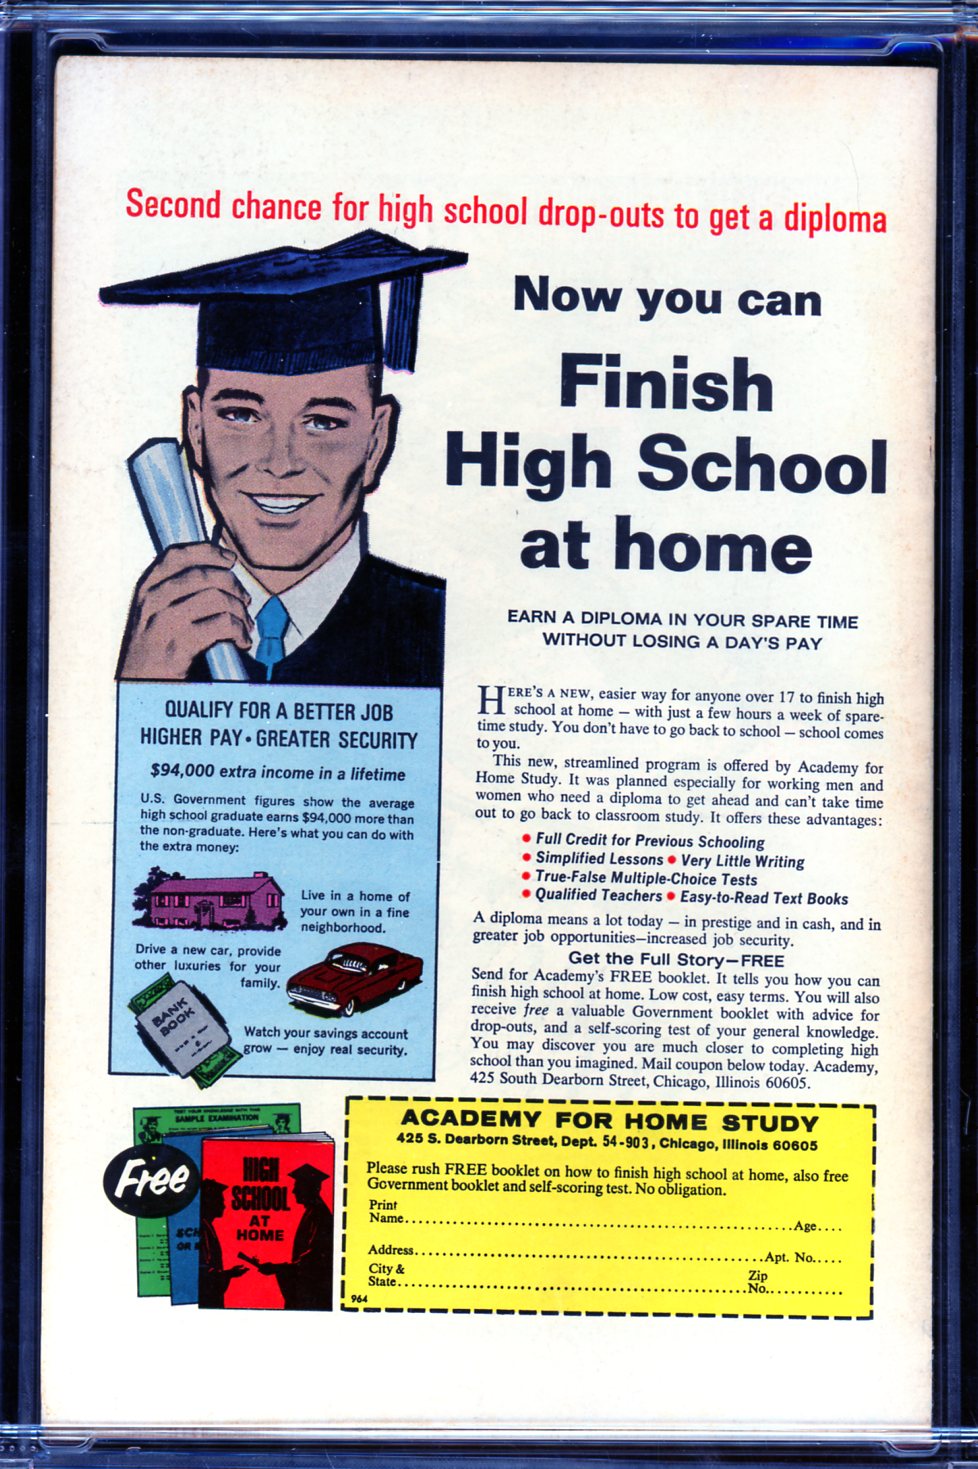 Second chance for high school drop-outs to get a diploma
Now you can
Finish
High School
at home
EARN A DIPLOMA IN YOUR SPARE TIME
WITHOUT LOSING A DAY'S PAY
HERE'S A NEW, easier way for anyone over 17 to finish high
school at home — with just a few hours a week of spare-
time study. You don't have to go back to school — school comes
to you.
This new, streamlined program is offered by Academy for
Home Study. It was planned especially for working men and
women who need a diploma to get ahead and can't take time
out to go back to classroom study. It offers these advantages:
• Full Credit for Previous Schooling
• Simplified Lessons • Very Little Writing
• True-False Multiple-Choice Tests
• Qualified Teachers • Easy-to-Read Text Books
A diploma means a lot today — in prestige and in cash, and in
greater job opportunities—increased job security.
Get the Full Story—FREE
Send for Academy's FREE booklet. It tells you how you can
finish high school at home. Low cost, easy terms. You will also
receive free a valuable Government booklet with advice for
drop-outs, and a self-scoring test of your general knowledge.
You may discover you are much closer to completing high
school than you imagined. Mail coupon below today. Academy,
425 South Dearborn Street, Chicago, Illinois 60605.
QUALIFY FOR A BETTER JOB
HIGHER PAY • GREATER SECURITY
$94,000 extra income in a lifetime
U.S. Government figures show the average
high school graduate earns $94,000 more than
the non-graduate. Here's what you can do with
the extra money:
Live in a home of
your own in a fine
neighborhood.
Drive a new car, provide
other luxuries for your
family.
BANK
BOOK
Watch your savings account
grow — enjoy real security.
TEST YOUR KNOWLEDGE WITH THIS
SAMPLE EXAMINATION
Free
SCH
OR
HIGH
SCHOOL
AT
HOME
ACADEMY FOR HOME STUDY
425 S. Dearborn Street, Dept. 54-903, Chicago, Illinois 60605
Please rush FREE booklet on how to finish high school at home, also free
Government booklet and self-scoring test. No obligation.
Print
Name..........Age....
Address..........Apt. No.....
City &
State..........Zip
No...........
964